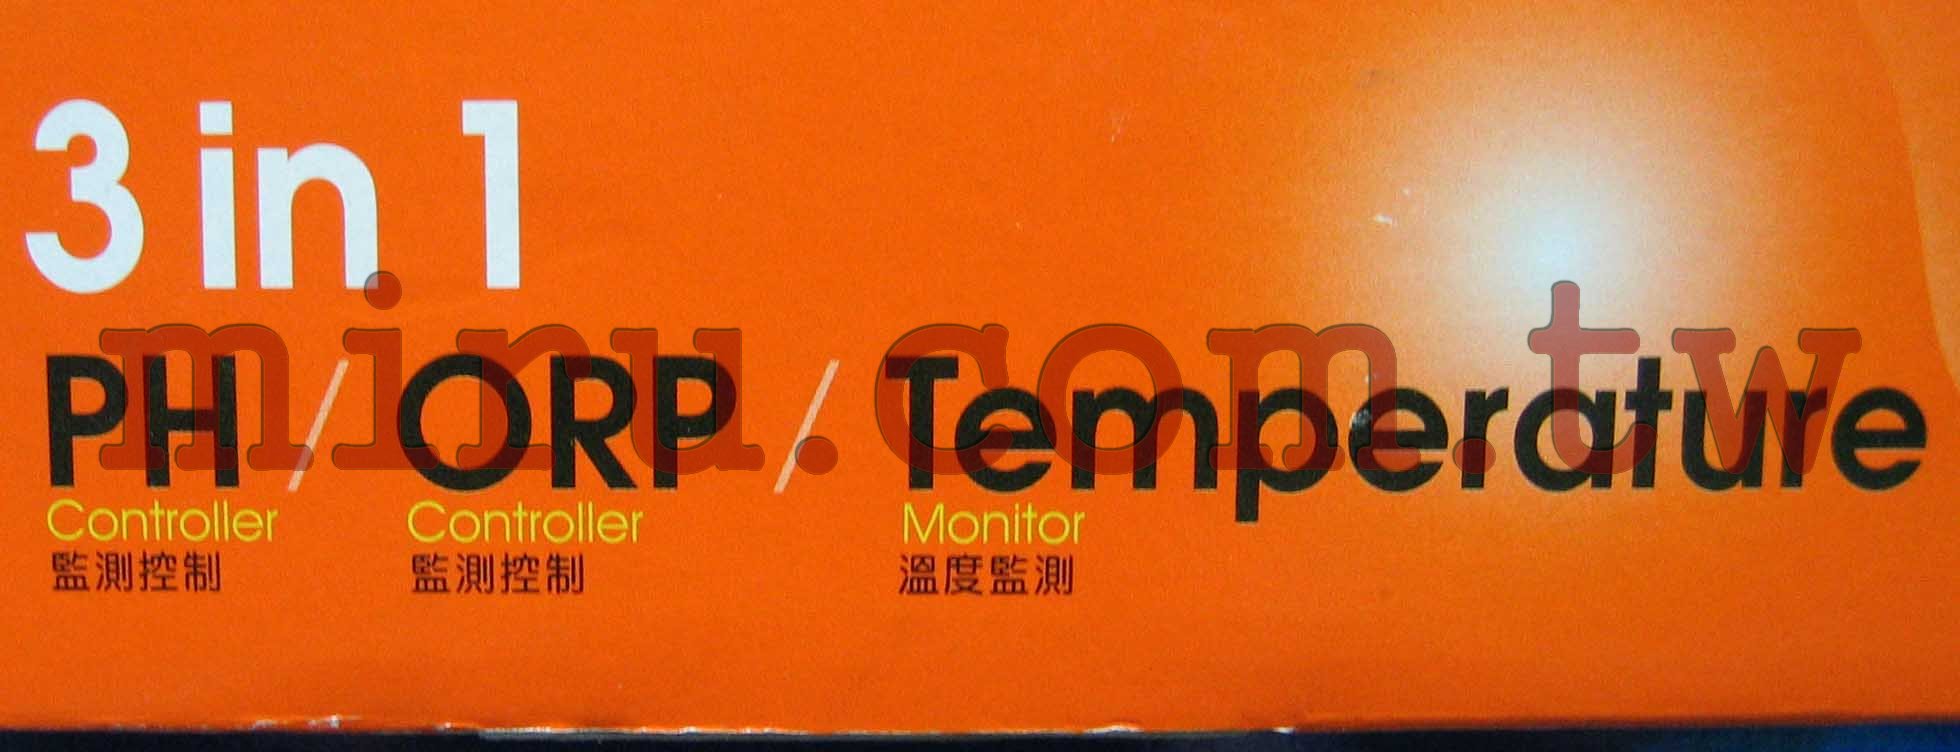 3 in 1
PH / ORP / Temperature
minu.com.tw
Controller Controller Monitor
監測控制 監測控制 溫度監測